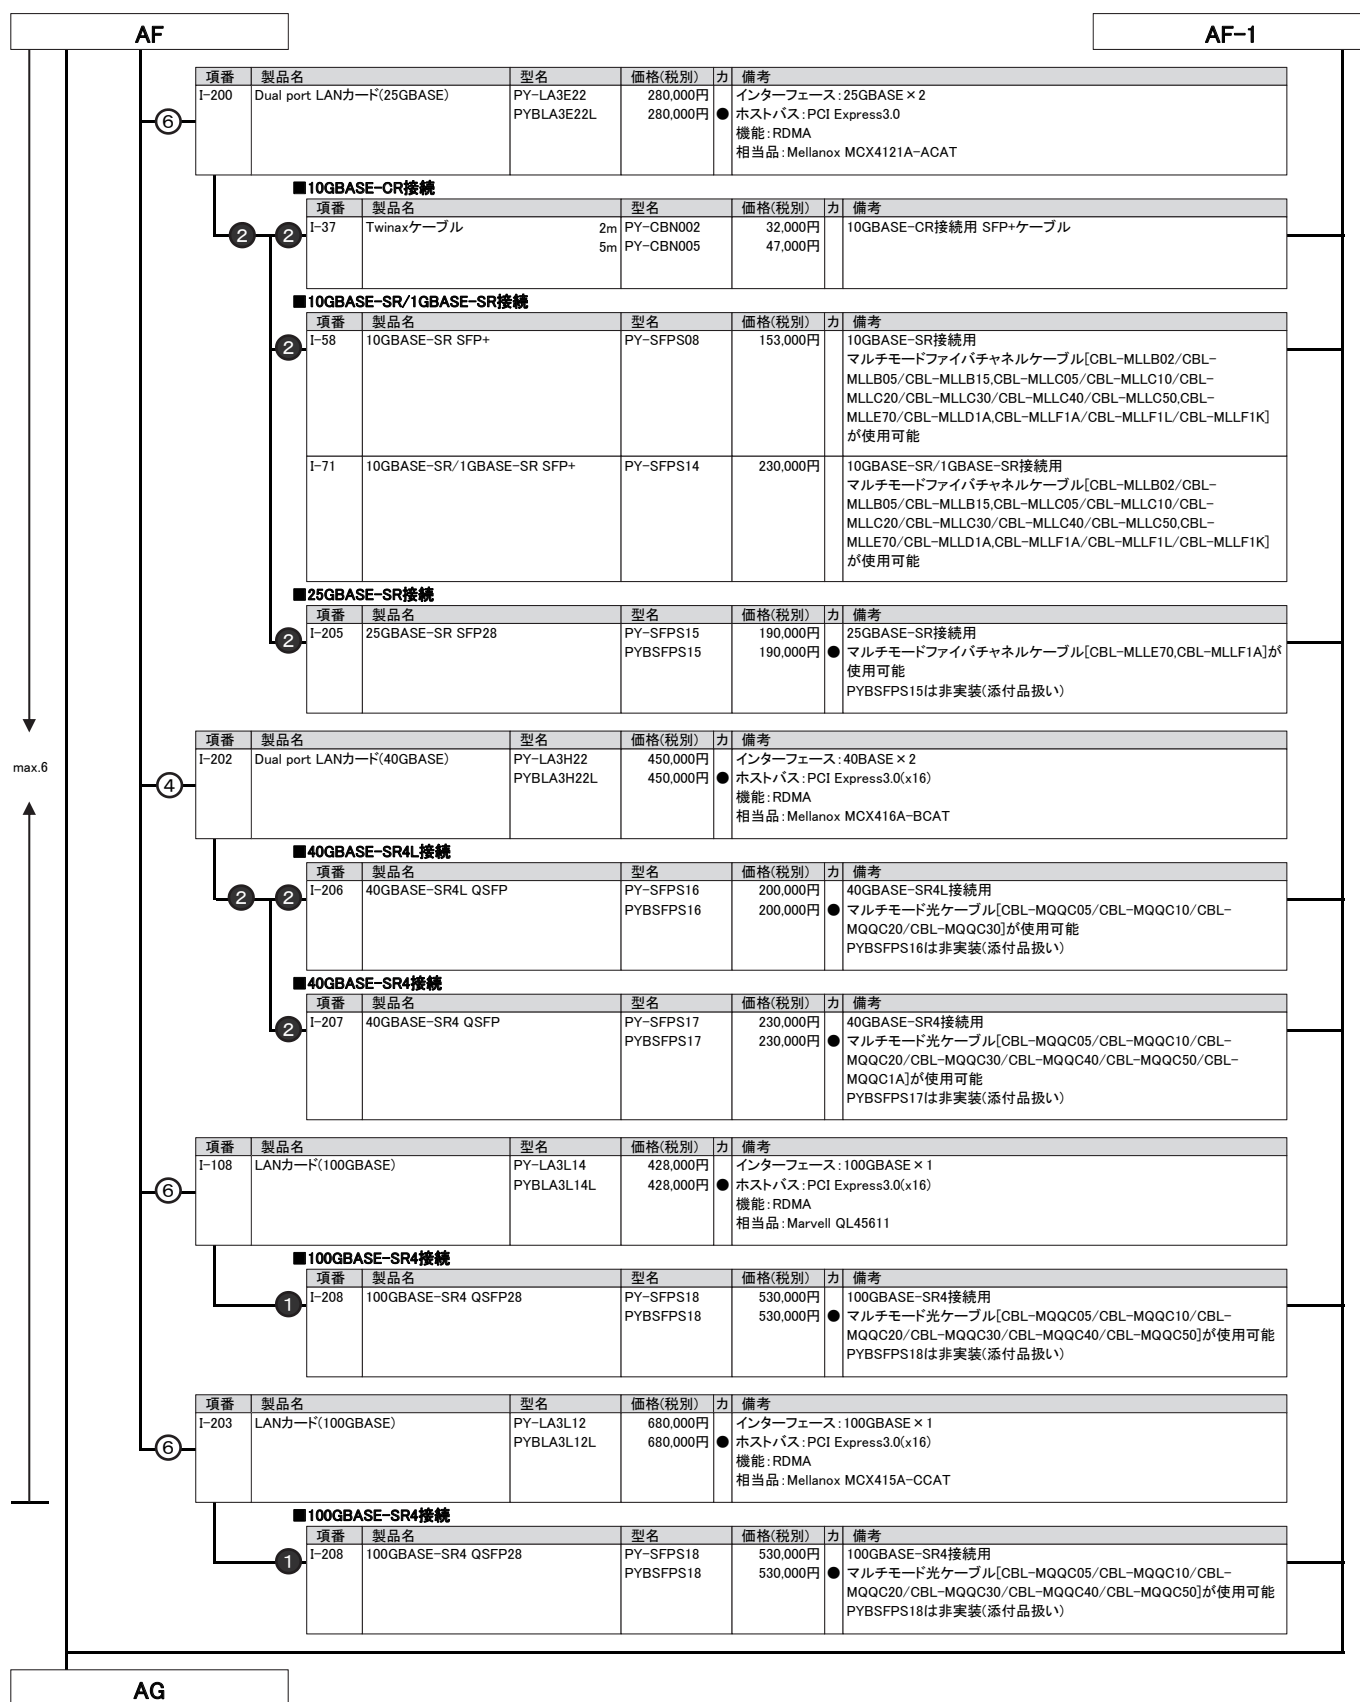 AF
AF-1
項番 製品名 型名 価格(税別) カ 備考
I-200 Dual port LANカード(25GBASE) PY-LA3E22 280,000円 インターフェース:25GBASE×2
⑥ PYBLA3E22L 280,000円 ● ホストバス:PCI Express3.0
機能:RDMA
相当品:Mellanox MCX4121A-ACAT
■10GBASE-CR接続
項番 製品名 型名 価格(税別) カ 備考
❷ ❷ I-37 Twinaxケーブル 2m PY-CBN002 32,000円 10GBASE-CR接続用 SFP+ケーブル
5m PY-CBN005 47,000円
■10GBASE-SR/1GBASE-SR接続
項番 製品名 型名 価格(税別) カ 備考
❷ I-58 10GBASE-SR SFP+ PY-SFPS08 153,000円 10GBASE-SR接続用
マルチモードファイバチャネルケーブル[CBL-MLLB02/CBL-
MLLB05/CBL-MLLB15,CBL-MLLC05/CBL-MLLC10/CBL-
MLLC20/CBL-MLLC30/CBL-MLLC40/CBL-MLLC50,CBL-
MLLE70/CBL-MLLD1A,CBL-MLLF1A/CBL-MLLF1L/CBL-MLLF1K]
が使用可能
I-71 10GBASE-SR/1GBASE-SR SFP+ PY-SFPS14 230,000円 10GBASE-SR/1GBASE-SR接続用
マルチモードファイバチャネルケーブル[CBL-MLLB02/CBL-
MLLB05/CBL-MLLB15,CBL-MLLC05/CBL-MLLC10/CBL-
MLLC20/CBL-MLLC30/CBL-MLLC40/CBL-MLLC50,CBL-
MLLE70/CBL-MLLD1A,CBL-MLLF1A/CBL-MLLF1L/CBL-MLLF1K]
が使用可能
■25GBASE-SR接続
項番 製品名 型名 価格(税別) カ 備考
❷ I-205 25GBASE-SR SFP28 PY-SFPS15 190,000円 25GBASE-SR接続用
PYBSFPS15 190,000円 ● マルチモードファイバチャネルケーブル[CBL-MLLE70,CBL-MLLF1A]が
使用可能
PYBSFPS15は非実装(添付品扱い)
max.6
項番 製品名 型名 価格(税別) カ 備考
I-202 Dual port LANカード(40GBASE) PY-LA3H22 450,000円 インターフェース:40BASE×2
④ PYBLA3H22L 450,000円 ● ホストバス:PCI Express3.0(x16)
機能:RDMA
相当品:Mellanox MCX416A-BCAT
■40GBASE-SR4L接続
項番 製品名 型名 価格(税別) カ 備考
❷ ❷ I-206 40GBASE-SR4L QSFP PY-SFPS16 200,000円 40GBASE-SR4L接続用
PYBSFPS16 200,000円 ● マルチモード光ケーブル[CBL-MQQC05/CBL-MQQC10/CBL-
MQQC20/CBL-MQQC30]が使用可能
PYBSFPS16は非実装(添付品扱い)
■40GBASE-SR4接続
項番 製品名 型名 価格(税別) カ 備考
❷ I-207 40GBASE-SR4 QSFP PY-SFPS17 230,000円 40GBASE-SR4接続用
PYBSFPS17 230,000円 ● マルチモード光ケーブル[CBL-MQQC05/CBL-MQQC10/CBL-
MQQC20/CBL-MQQC30/CBL-MQQC40/CBL-MQQC50/CBL-
MQQC1A]が使用可能
PYBSFPS17は非実装(添付品扱い)
項番 製品名 型名 価格(税別) カ 備考
I-108 LANカード(100GBASE) PY-LA3L14 428,000円 インターフェース:100GBASE×1
⑥ PYBLA3L14L 428,000円 ● ホストバス:PCI Express3.0(x16)
機能:RDMA
相当品:Marvell QL45611
■100GBASE-SR4接続
項番 製品名 型名 価格(税別) カ 備考
❶ I-208 100GBASE-SR4 QSFP28 PY-SFPS18 530,000円 100GBASE-SR4接続用
PYBSFPS18 530,000円 ● マルチモード光ケーブル[CBL-MQQC05/CBL-MQQC10/CBL-
MQQC20/CBL-MQQC30/CBL-MQQC40/CBL-MQQC50]が使用可能
PYBSFPS18は非実装(添付品扱い)
項番 製品名 型名 価格(税別) カ 備考
I-203 LANカード(100GBASE) PY-LA3L12 680,000円 インターフェース:100GBASE×1
⑥ PYBLA3L12L 680,000円 ● ホストバス:PCI Express3.0(x16)
機能:RDMA
相当品:Mellanox MCX415A-CCAT
■100GBASE-SR4接続
項番 製品名 型名 価格(税別) カ 備考
❶ I-208 100GBASE-SR4 QSFP28 PY-SFPS18 530,000円 100GBASE-SR4接続用
PYBSFPS18 530,000円 ● マルチモード光ケーブル[CBL-MQQC05/CBL-MQQC10/CBL-
MQQC20/CBL-MQQC30/CBL-MQQC40/CBL-MQQC50]が使用可能
PYBSFPS18は非実装(添付品扱い)
AG